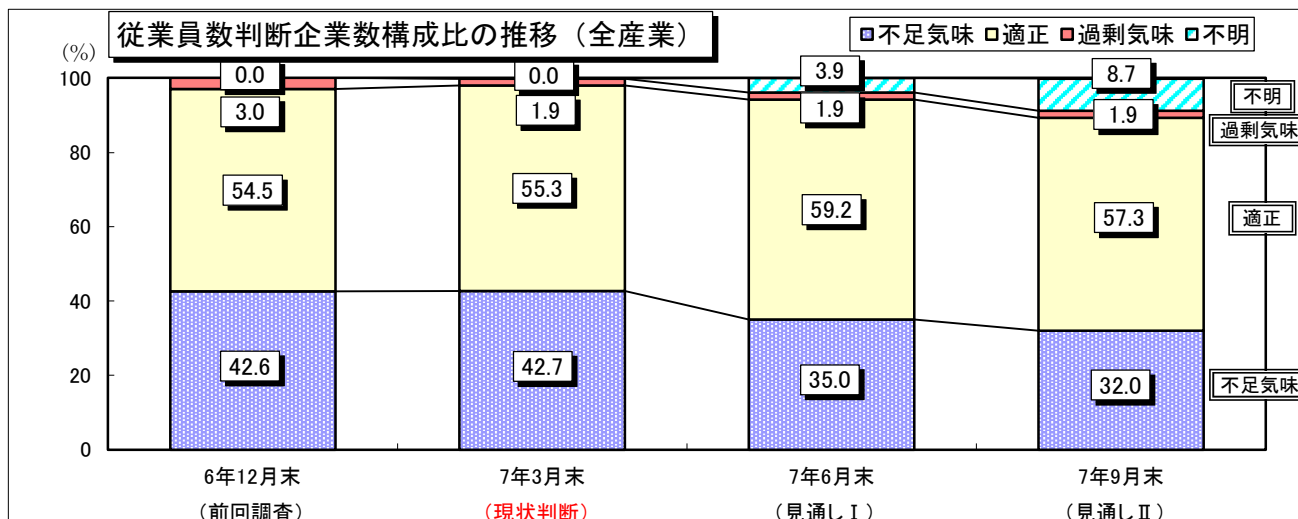 従業員数判断企業数構成比の推移（全産業）
不足気味 適正 過剰気味 不明
(%)
100
80
60
40
20
0
0.0 0.0 3.9 8.7
3.0 1.9 1.9 1.9
54.5 55.3 59.2 57.3
42.6 42.7 35.0 32.0
不明
過剰気味
適正
不足気味
6年12月末 7年3月末 7年6月末 7年9月末
(前回調査) (現状判断) (見通しⅠ) (見通しⅡ)